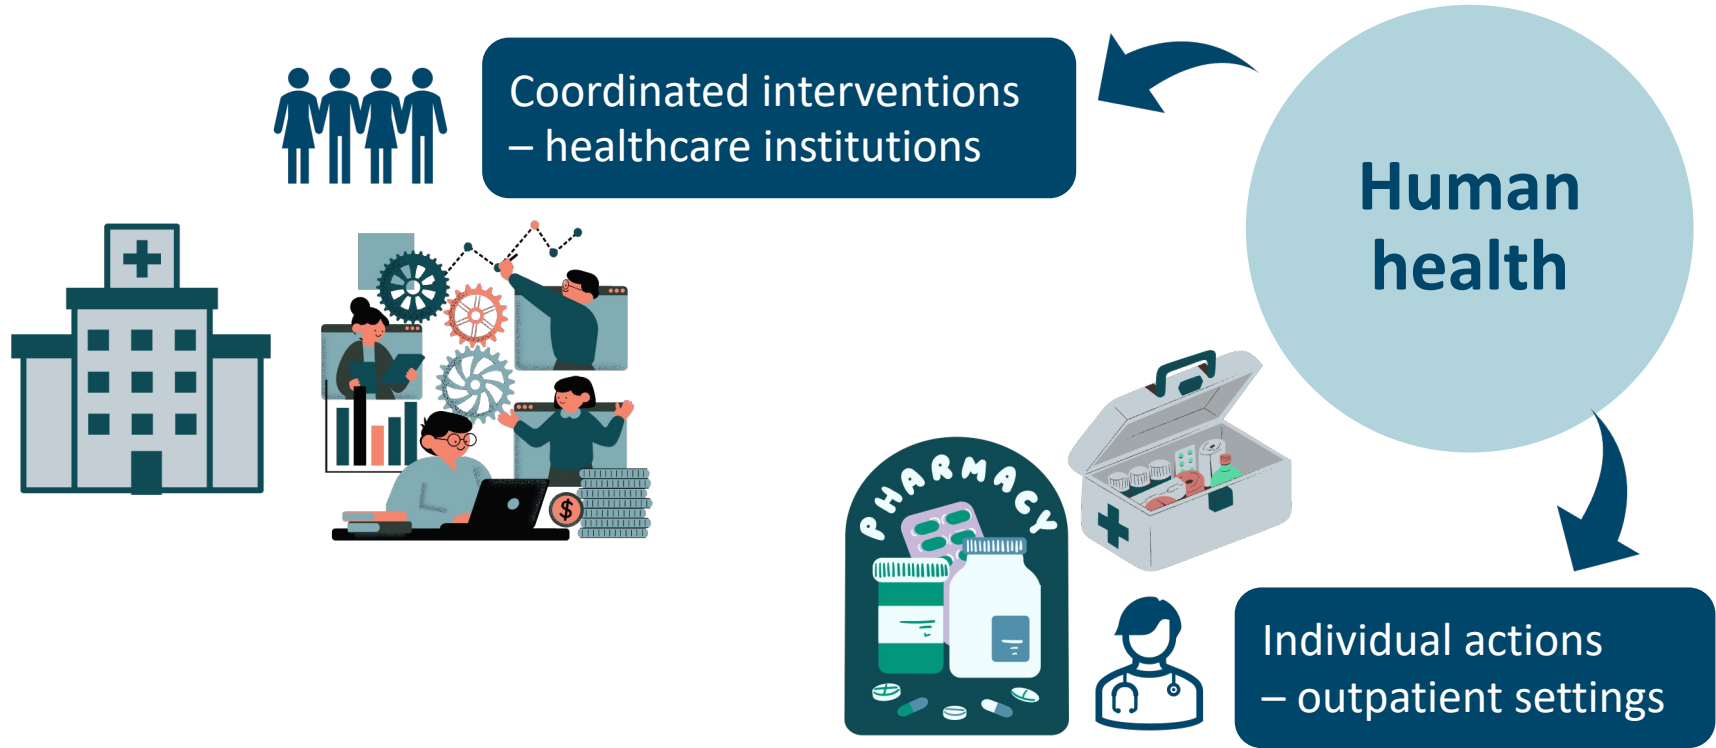 Coordinated interventions
– healthcare institutions
Human
health
PHARMACY
$
Individual actions
– outpatient settings